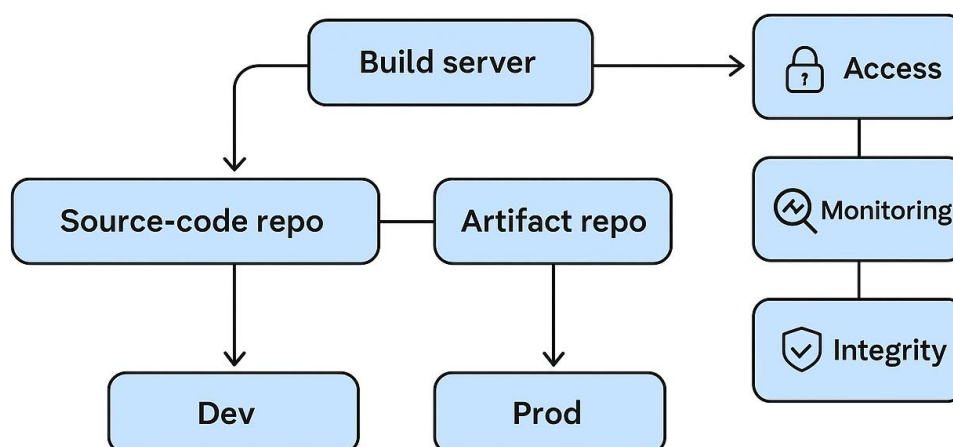 Build server
Access
Source-code repo
Artifact repo
Monitoring
Integrity
Dev
Prod